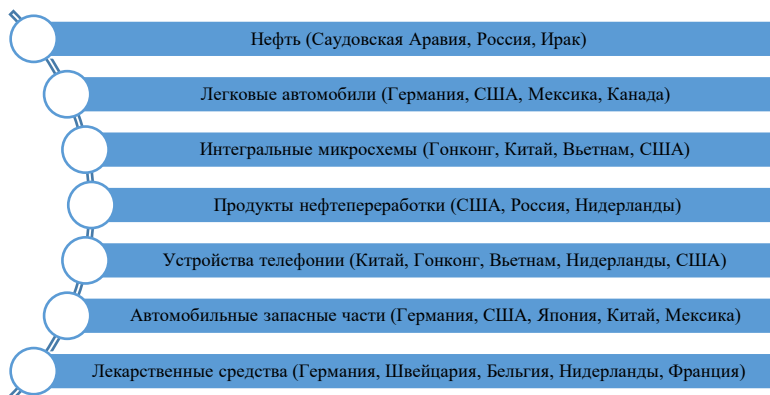 Нефть (Саудовская Аравия, Россия, Ирак)
Легковые автомобили (Германия, США, Мексика, Канада)
Интегральные микросхемы (Гонконг, Китай, Вьетнам, США)
Продукты нефтепереработки (США, Россия, Нидерланды)
Устройства телефонии (Китай, Гонконг, Вьетнам, Нидерланды, США)
Автомобильные запасные части (Германия, США, Япония, Китай, Мексика)
Лекарственные средства (Германия, Швейцария, Бельгия, Нидерланды, Франция)